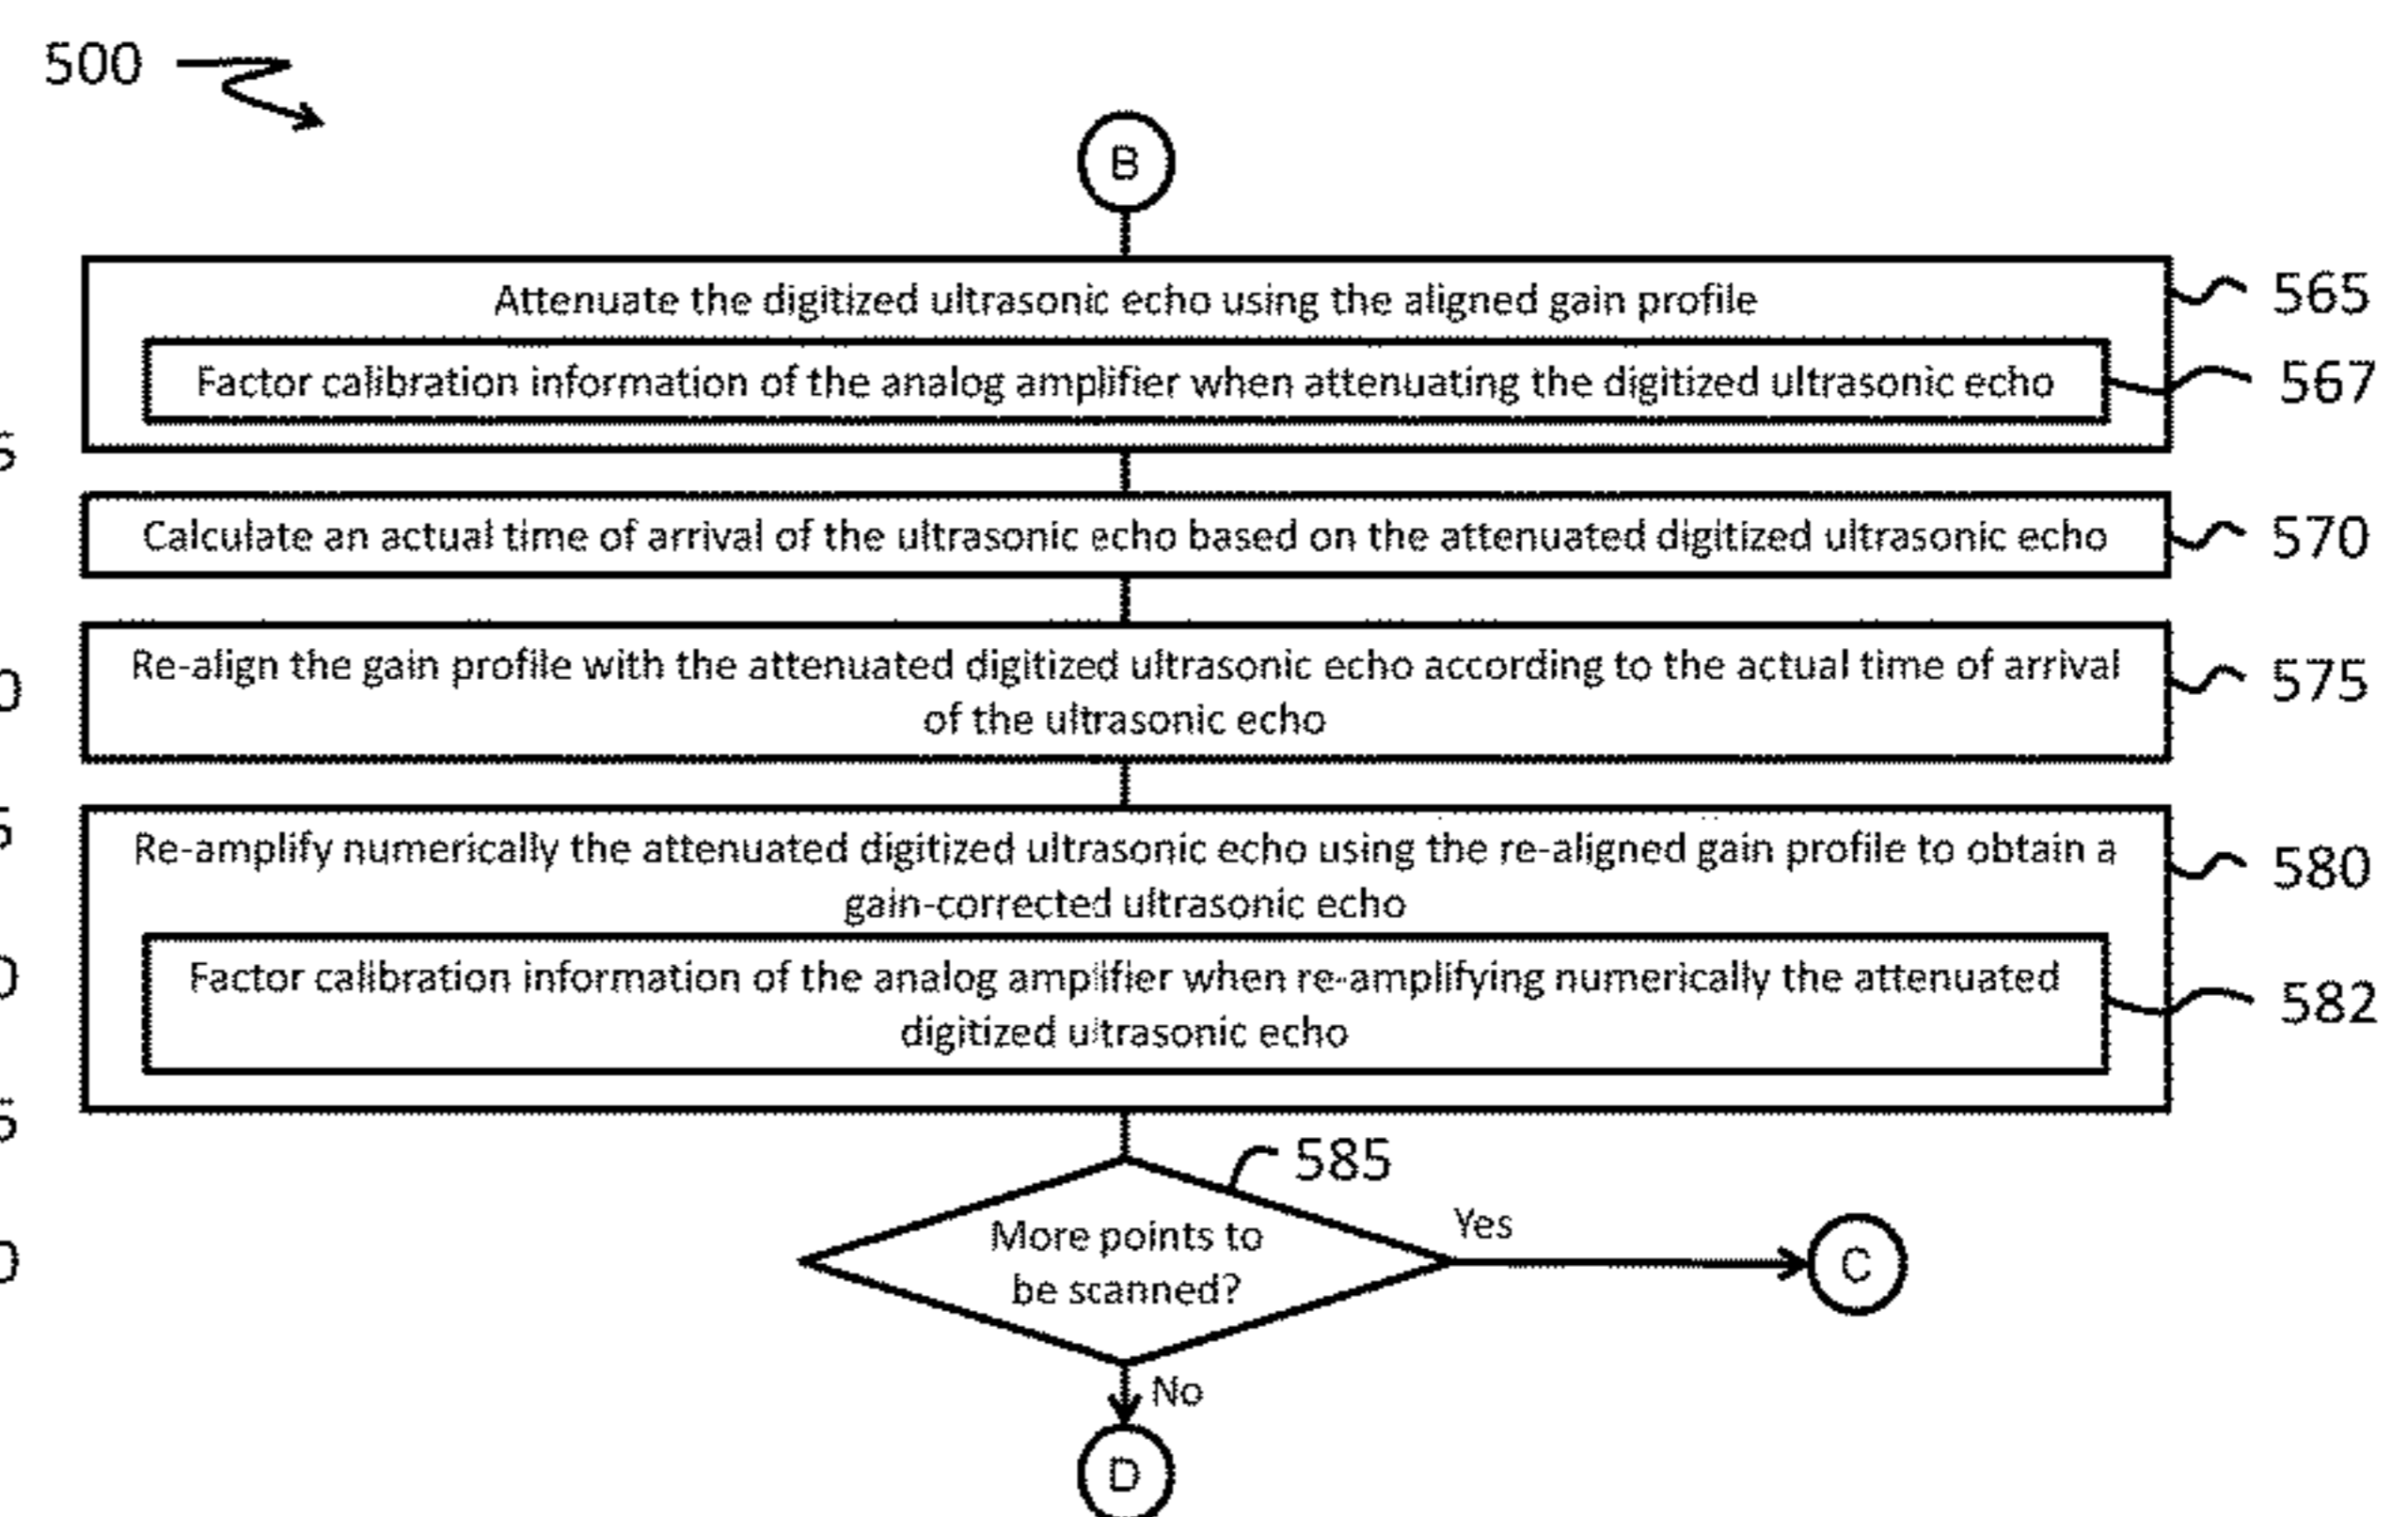 500
B
Attenuate the digitized ultrasonic echo using the aligned gain profile
565
Factor calibration information of the analog amplifier when attenuating the digitized ultrasonic echo
567
Calculate an actual time of arrival of the ultrasonic echo based on the attenuated digitized ultrasonic echo
570
Re-align the gain profile with the attenuated digitized ultrasonic echo according to the actual time of arrival
of the ultrasonic echo
575
Re-amplify numerically the attenuated digitized ultrasonic echo using the re-aligned gain profile to obtain a
gain-corrected ultrasonic echo
580
Factor calibration information of the analog amplifier when re-amplifying numerically the attenuated
digitized ultrasonic echo
582
585
More points to
be scanned?
Yes
C
No
D